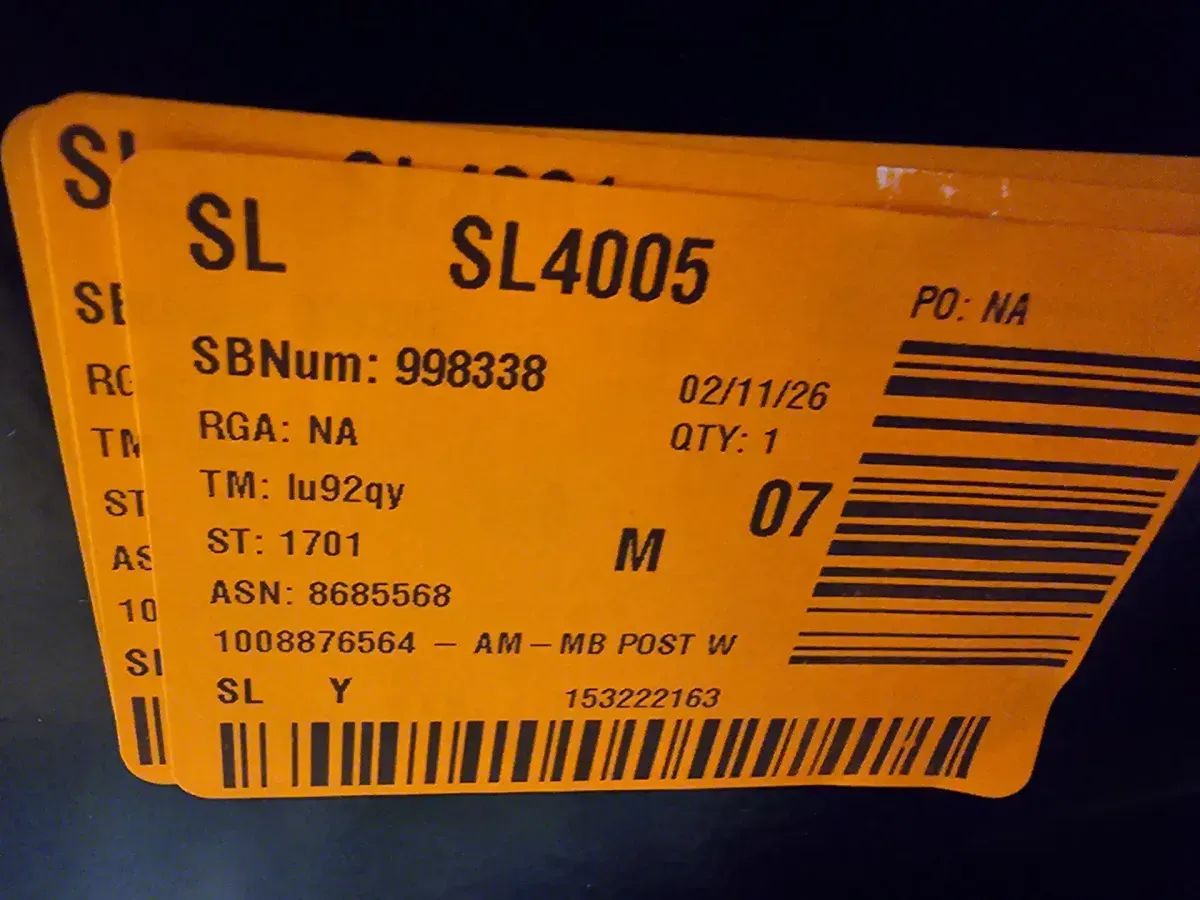 SL SL4005
PO: NA
SBNum: 998338 02/11/26
RGA: NA QTY: 1
TM: lu92qy 07
ST: 1701 M
ASN: 8685568
1008876564 - AM-MB POST W
SL Y 153222163